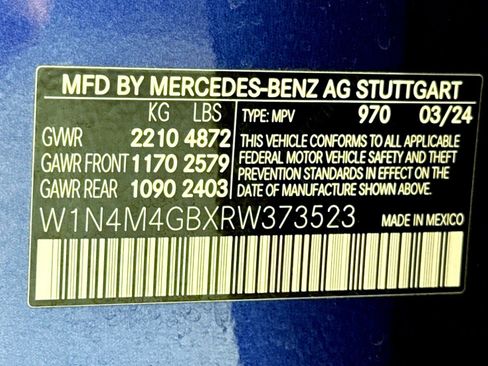 MFD BY MERCEDES-BENZ AG STUTTGART
KG LBS TYPE: MPV 970 03/24
GVWR 2210 4872 THIS VEHICLE CONFORMS TO ALL APPLICABLE
GAWR FRONT 1170 2579 FEDERAL MOTOR VEHICLE SAFETY AND THEFT
GAWR REAR 1090 2403 PREVENTION STANDARDS IN EFFECT ON THE
DATE OF MANUFACTURE SHOWN ABOVE.
W1N4M4GBXRW373523
MADE IN MEXICO